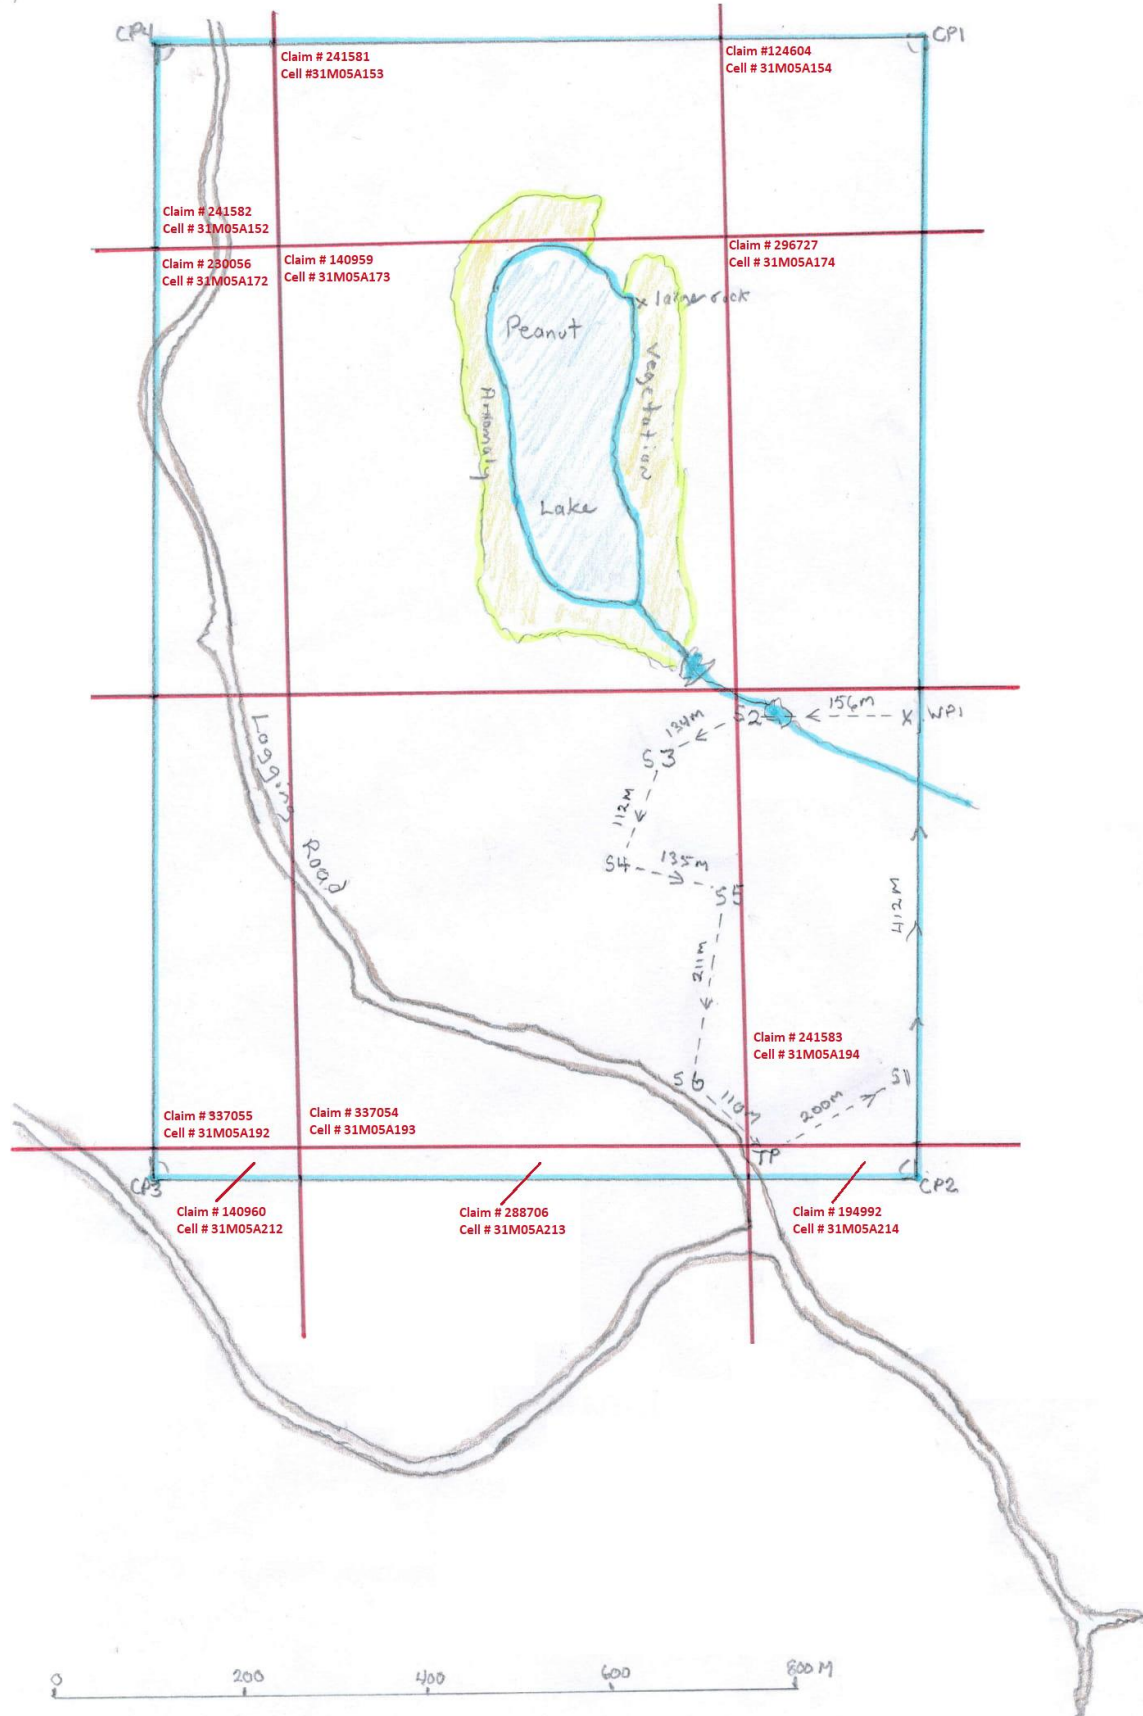 CP4
CP1
Claim # 241581
Cell #31M05A153
Claim #124604
Cell #31M05A154
Claim # 241582
Cell # 31M05A152
Claim # 230056
Cell # 31M05A172
Claim # 140959
Cell # 31M05A173
Claim # 296727
Cell # 31M05A174
x large rock
Peanut
Vegetation
Anomaly
Lake
S2
156m
X WP1
134m
S3
112m
S4
135m
S5
Logging
Road
412m
211m
Claim # 241583
Cell # 31M05A194
S6
110m
200m
S1
Claim # 337055
Cell # 31M05A192
Claim # 337054
Cell # 31M05A193
TP
CP3
CP2
Claim # 140960
Cell # 31M05A212
Claim # 288706
Cell # 31M05A213
Claim # 194992
Cell # 31M05A214
0 200 400 600 800 M